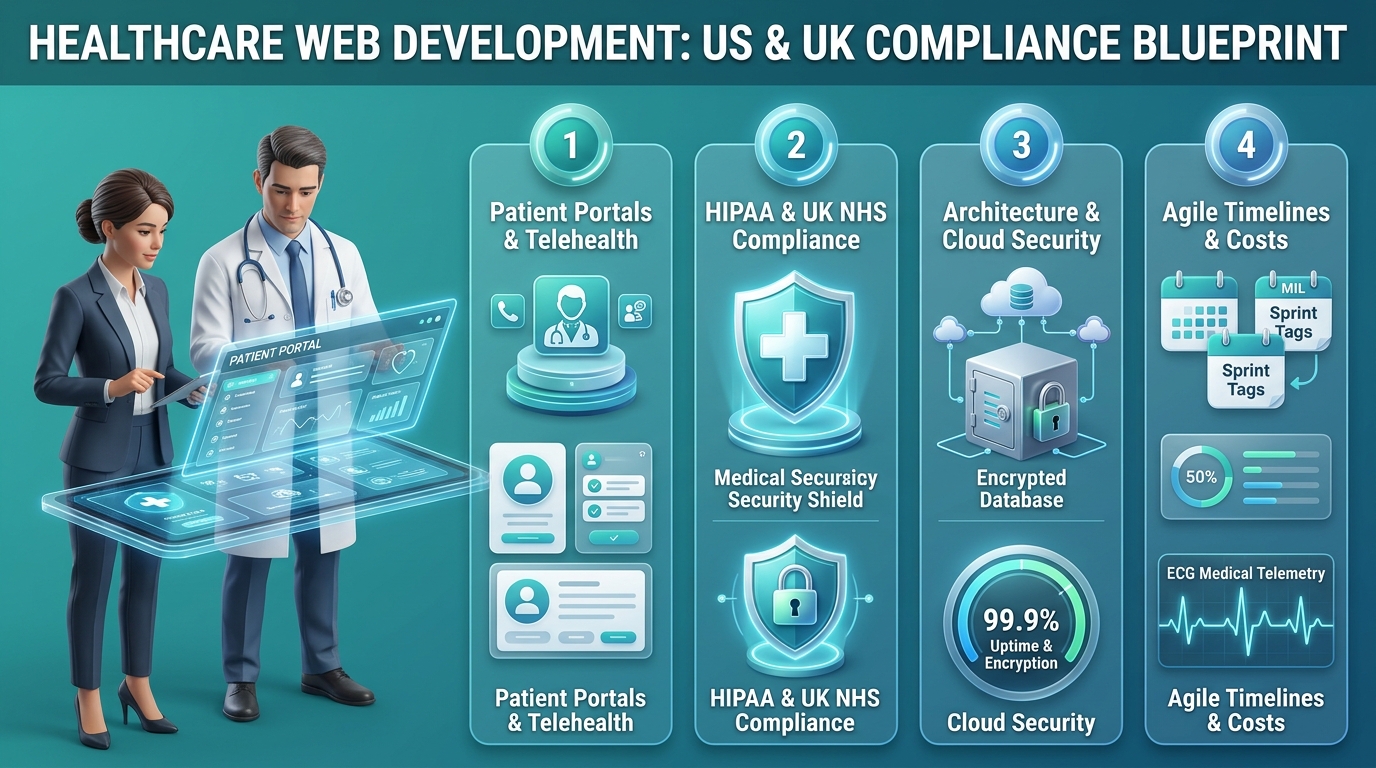 HEALTHCARE WEB DEVELOPMENT: US & UK COMPLIANCE BLUEPRINT
PATIENT PORTAL
1
Patient Portals
& Telehealth
Patient Portals
& Telehealth
2
HIPAA & UK NHS
Compliance
Security Shield
HIPAA & UK NHS
Compliance
3
Architecture &
Cloud Security
Encrypted
Database
99.9%
Uptime &
Encryption
Cloud Security
4
Agile Timelines
& Costs
MIL
Sprint
Tags
Sprint
Tags
50%
ECG Medical Telemetry
Agile Timelines
& Costs